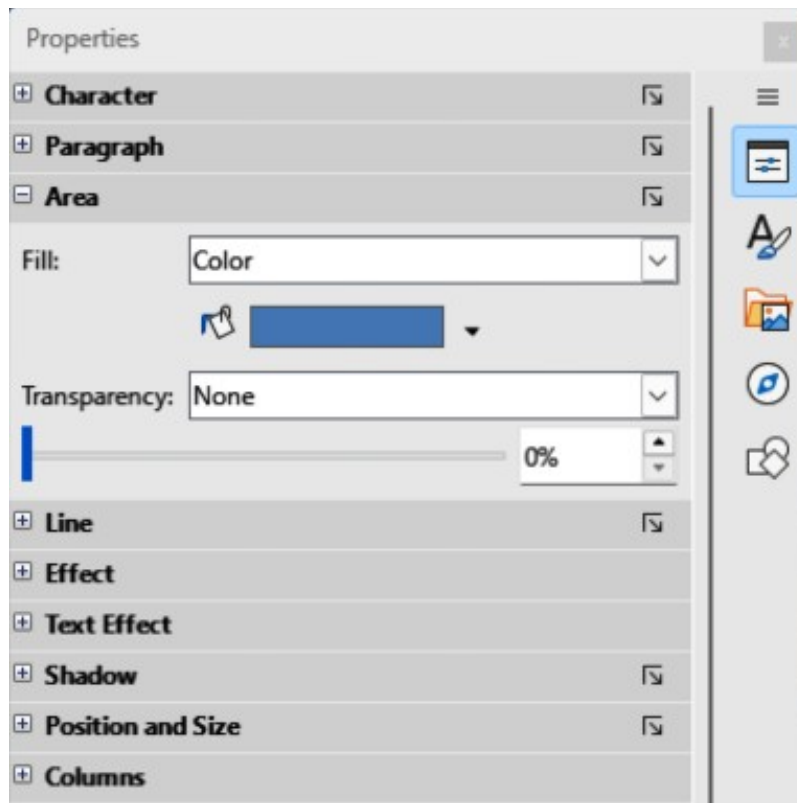 Properties
Character
Paragraph
Area
Fill: Color
Transparency: None
0%
Line
Effect
Text Effect
Shadow
Position and Size
Columns